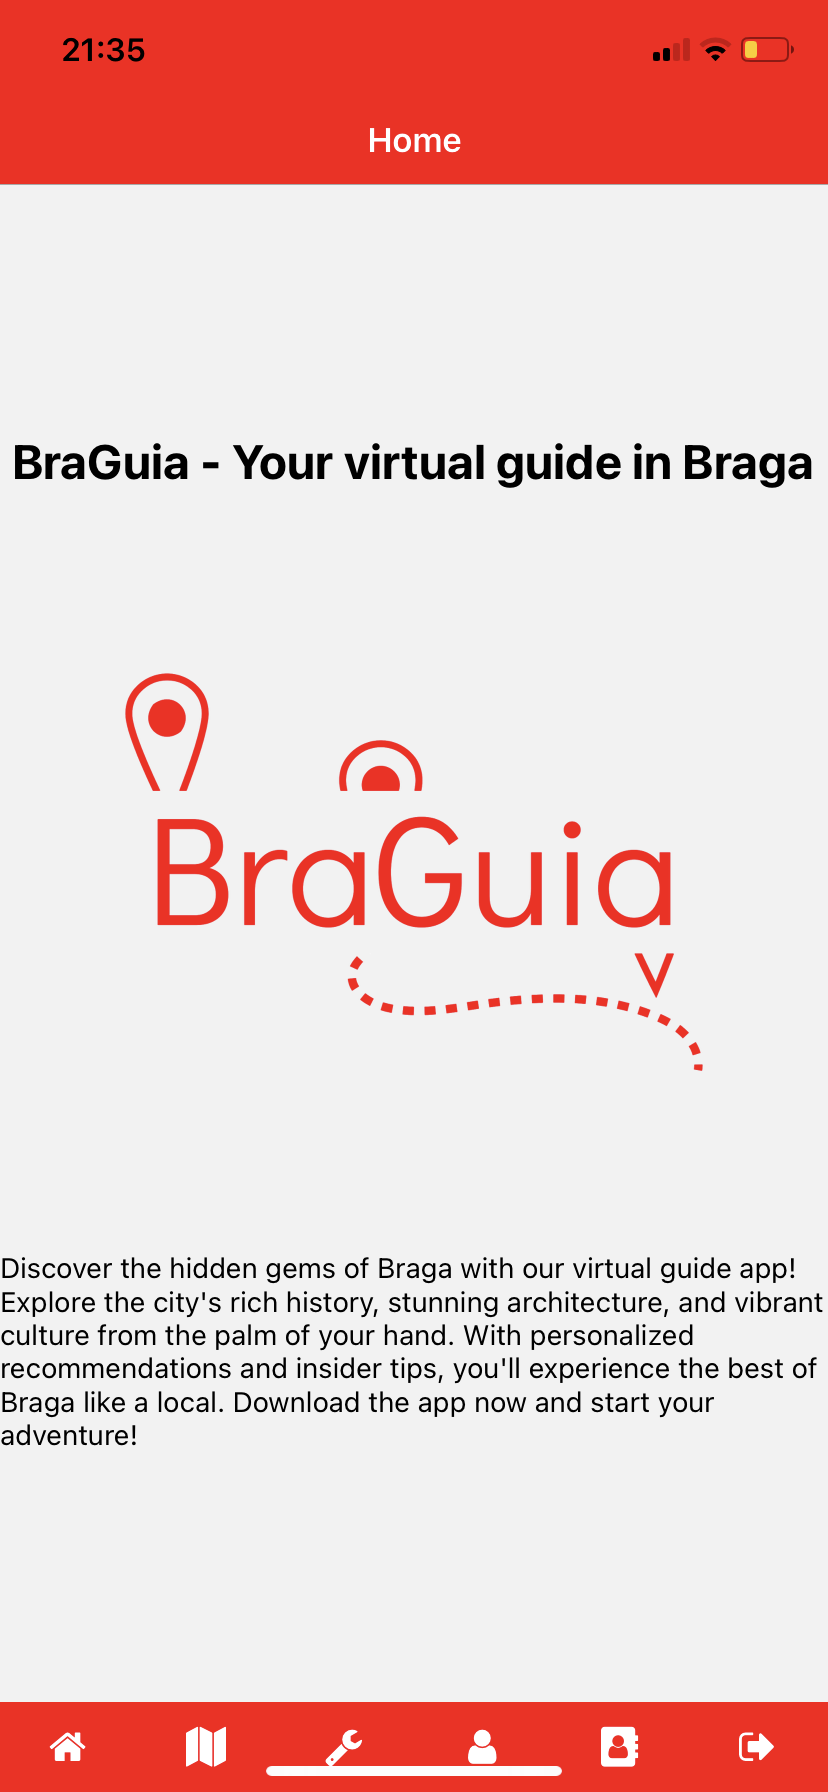 21:35
Home
BraGuia - Your virtual guide in Braga
BraGuia
Discover the hidden gems of Braga with our virtual guide app!
Explore the city's rich history, stunning architecture, and vibrant
culture from the palm of your hand. With personalized
recommendations and insider tips, you'll experience the best of
Braga like a local. Download the app now and start your
adventure!